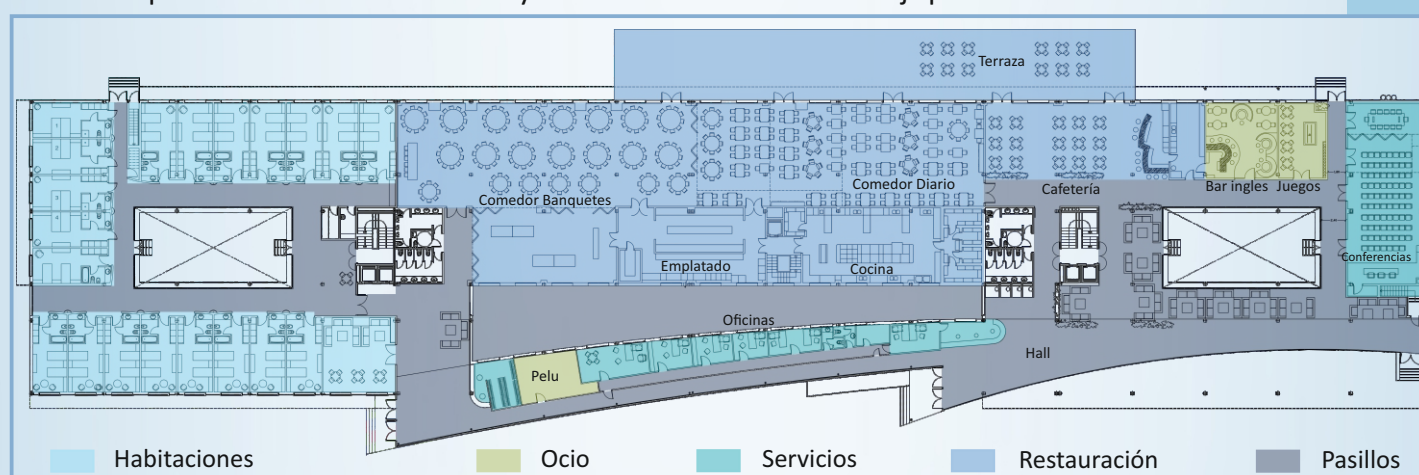 Terraza
Comedor Diario
Comedor Banquetes
Cafetería
Bar ingles
Juegos
Emplatado
Cocina
Conferencias
Oficinas
Hall
Pelu
Habitaciones
Ocio
Servicios
Restauración
Pasillos